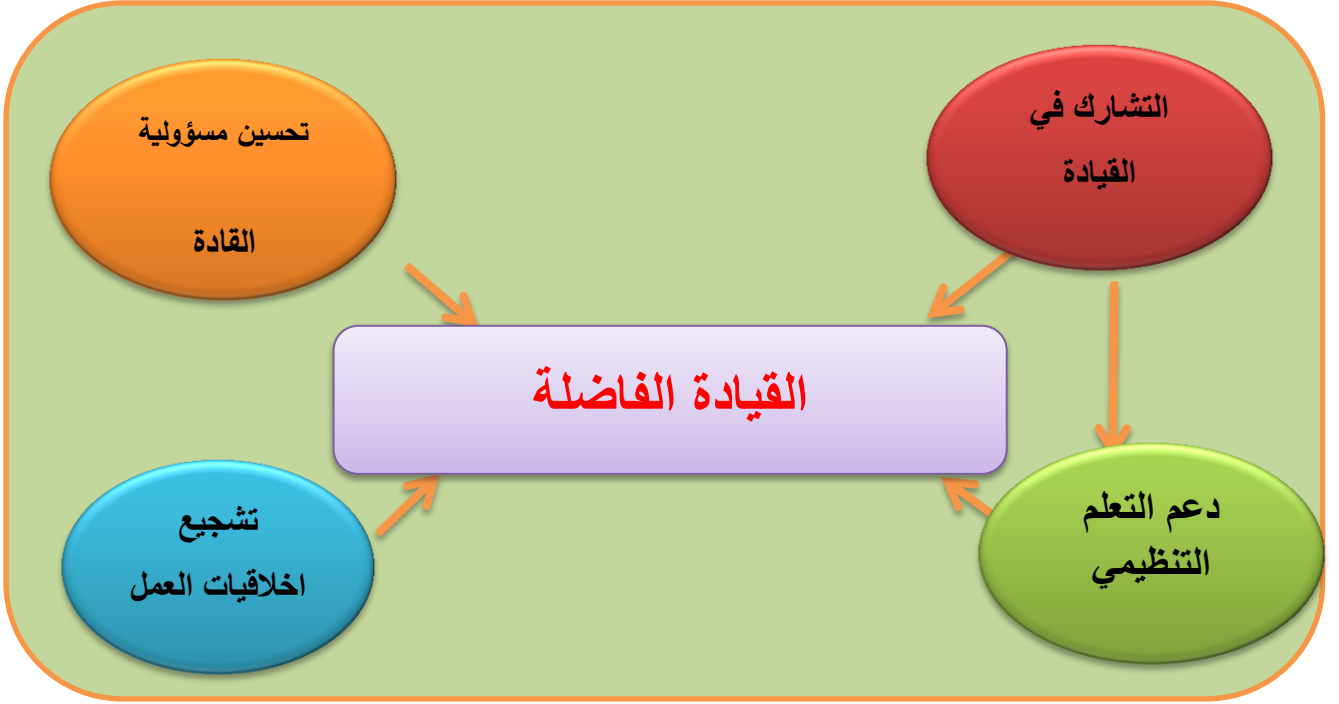 التشارك في
القيادة
تحسين مسؤولية
القادة
القيادة الفاضلة
دعم التعلم
التنظيمي
تشجيع
اخلاقيات العمل